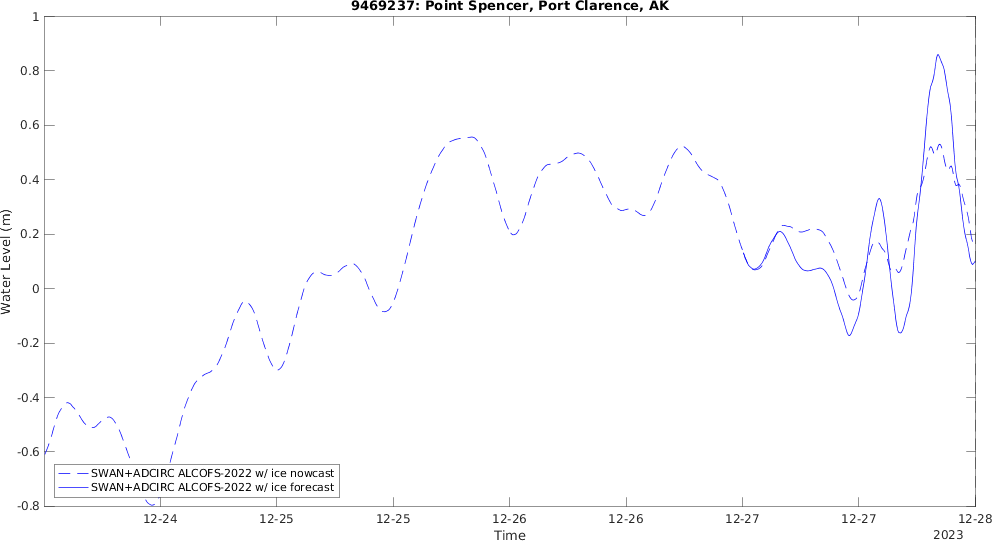 9469237: Point Spencer, Port Clarence, AK
1
0.8
0.6
0.4
0.2
0
-0.2
-0.4
-0.6
-0.8
Water Level (m)
SWAN+ADCIRC ALCOFS-2022 w/ ice nowcast
SWAN+ADCIRC ALCOFS-2022 w/ ice forecast
12-24 12-25 12-25 12-26 12-26 12-27 12-27 12-28
Time
2023